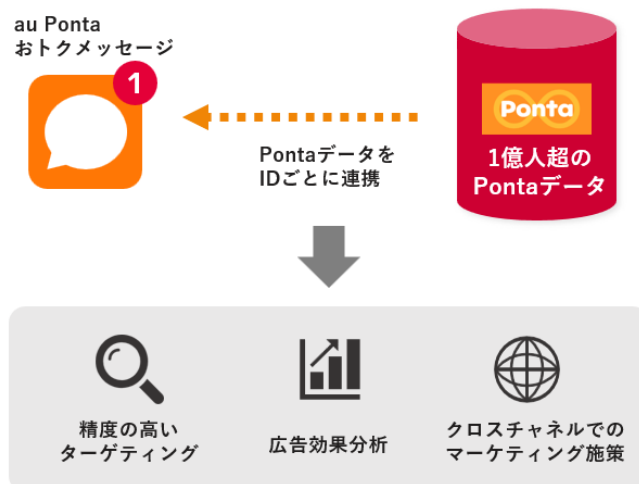 au Ponta
おトクメッセージ
1
Ponta
1億人超の
Pontaデータ
Pontaデータを
IDごとに連携
精度の高い
ターゲティング
広告効果分析
クロスチャネルでの
マーケティング施策